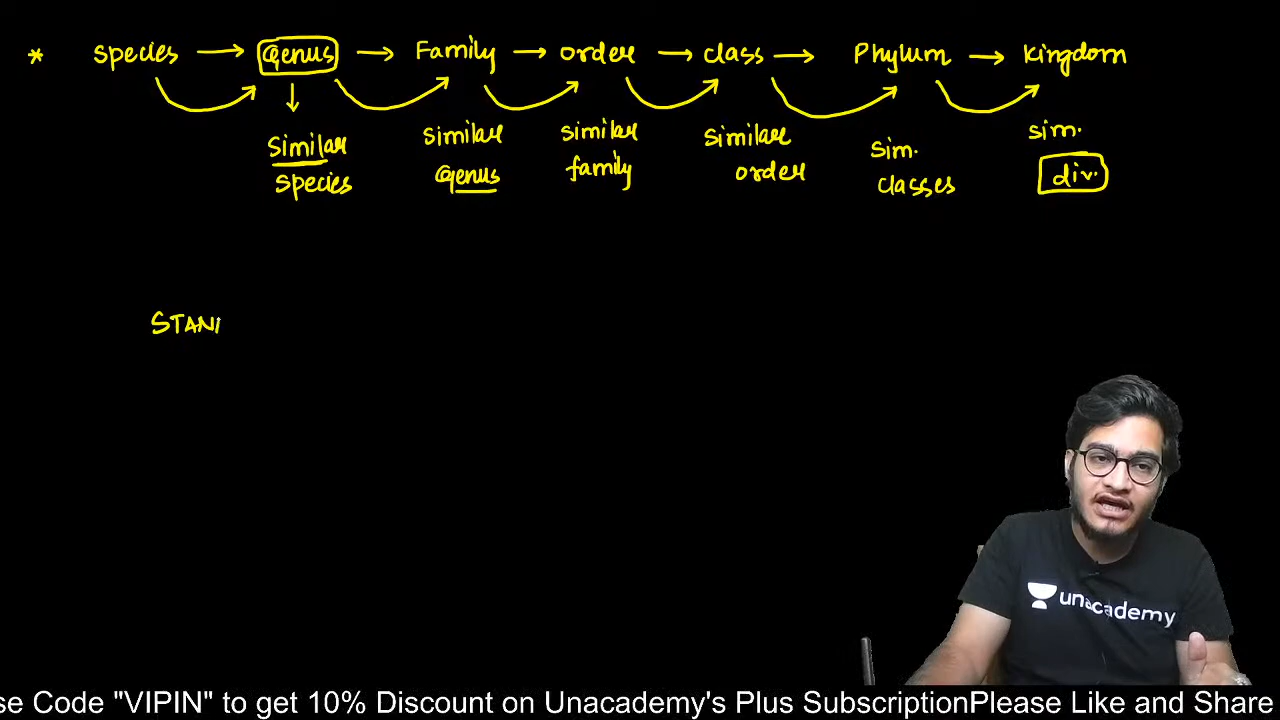 * Species → Genus → Family → order → class → Phylum → Kingdom
Similar species
similar Genus
similar family
similar order
sim. classes
sim. div.
STANI
unacademy
se Code "VIPIN" to get 10% Discount on Unacademy's Plus SubscriptionPlease Like and Share